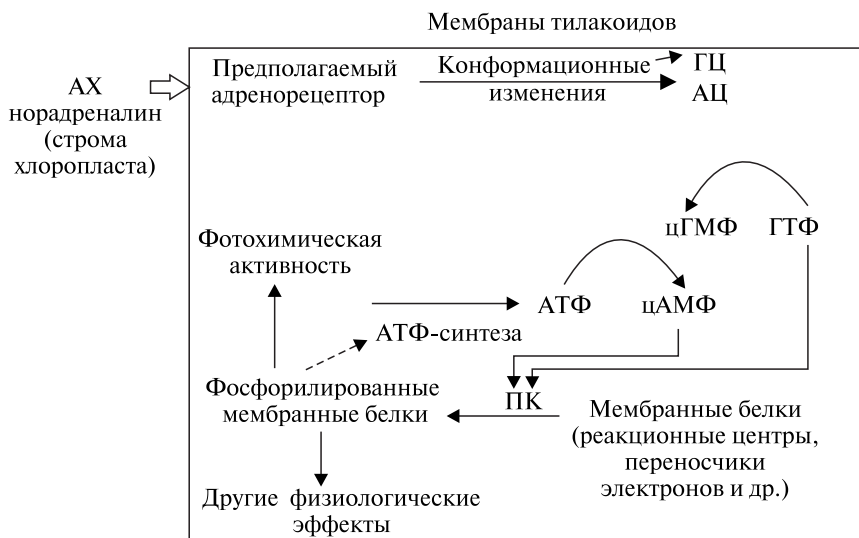 Мембраны тилакоидов
АХ
норадреналин
(строма
хлоропласта)
Предполагаемый
адренорецептор
Конформационные
изменения
ГЦ
АЦ
цГМФ ГТФ
Фотохимическая
активность
АТФ цАМФ
АТФ-синтеза
Фосфорилированные
мембранные белки
ПК
Мембранные белки
(реакционные центры,
переносчики
электронов и др.)
Другие физиологические
эффекты